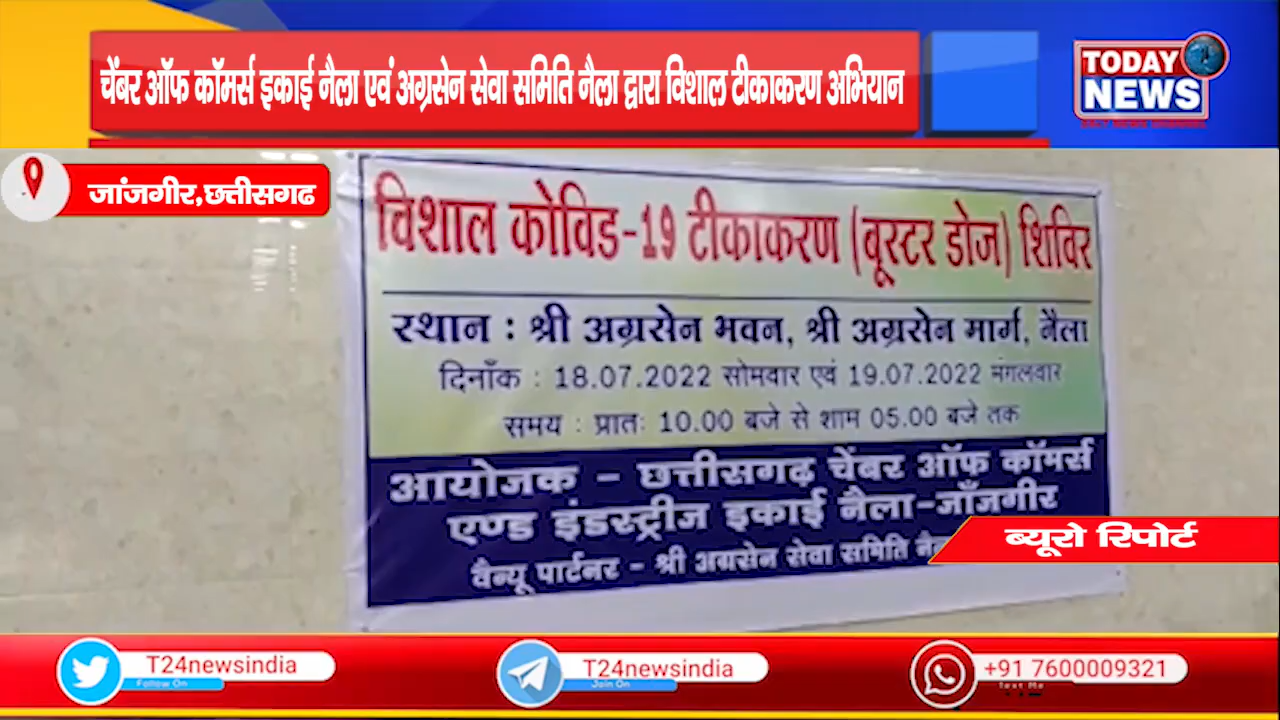 चेंबर ऑफ कॉमर्स इकाई नैला एवं अग्रसेन सेवा समिति नैला द्वारा विशाल टीकाकरण अभियान
TODAY
NEWS
जांजगीर,छत्तीसगढ
विशाल कोविड-19 टीकाकरण (बूस्टर डोज) शिविर
स्थान : श्री अग्रसेन भवन, श्री अग्रसेन मार्ग, नैला
दिनाँक : 18.07.2022 सोमवार एवं 19.07.2022 मंगलवार
समय : प्रातः 10.00 बजे से शाम 05.00 बजे तक
आयोजक - छत्तीसगढ़ चेंबर ऑफ कॉमर्स
एण्ड इंडस्ट्रीज इकाई नैला-जाँजगीर
वैन्यू पार्टनर - श्री अग्रसेन सेवा समिति
ब्यूरो रिपोर्ट
T24newsindia
Follow On
T24newsindia
Join On
+91 7600009321
Text Me